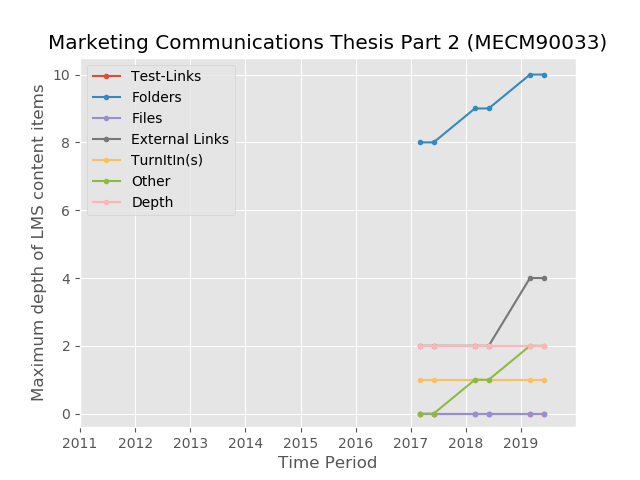 Marketing Communications Thesis Part 2 (MECM90033)
Maximum depth of LMS content items
10
8
6
4
2
0
Test-Links
Folders
Files
External Links
TurnItIn(s)
Other
Depth
2011 2012 2013 2014 2015 2016 2017 2018 2019
Time Period